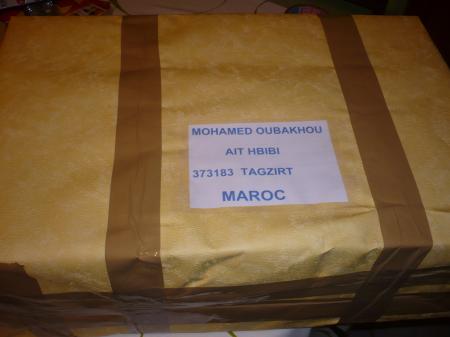 MOHAMED OUBAKHOU
AIT HBIBI
373183 TAGZIRT
MAROC